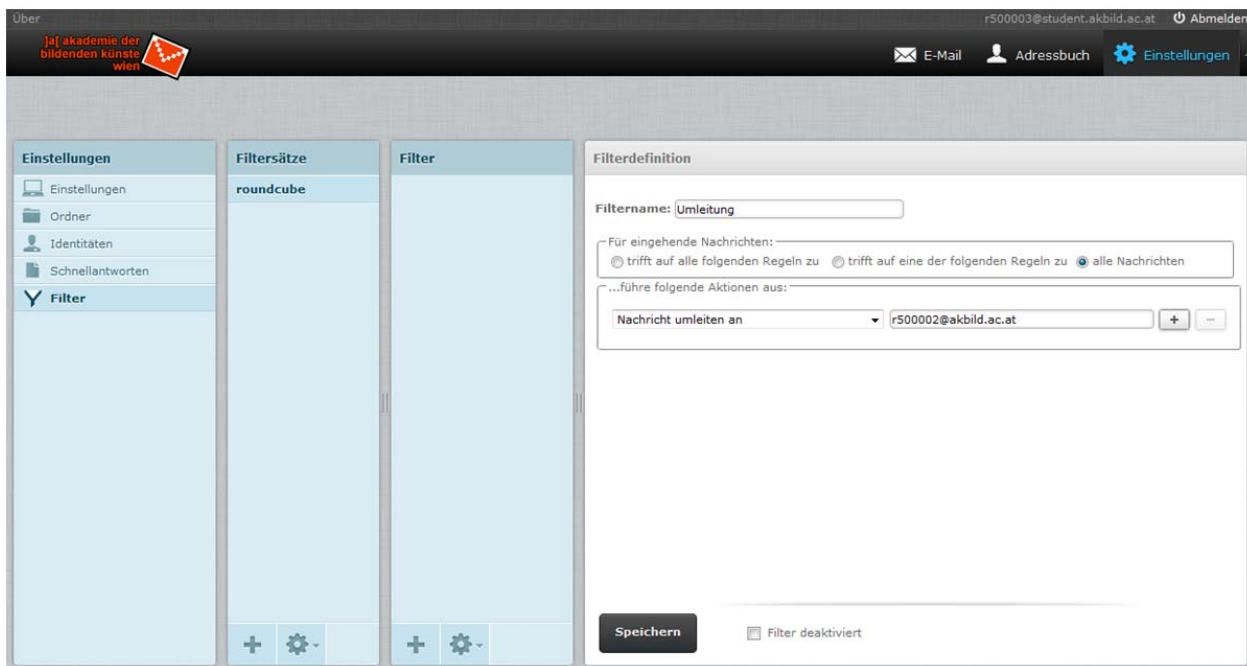 Über
r500003@student.akbild.ac.at Abmelden
]a[ akademie der
bildenden künste
wien
E-Mail Adressbuch Einstellungen
Einstellungen
Einstellungen
Ordner
Identitäten
Schnellantworten
Filter
Filtersätze
roundcube
Filter
Filterdefinition
Filtername: Umleitung
Für eingehende Nachrichten:
trifft auf alle folgenden Regeln zu trifft auf eine der folgenden Regeln zu alle Nachrichten
...führe folgende Aktionen aus:
Nachricht umleiten an r500002@akbild.ac.at + −
Speichern Filter deaktiviert